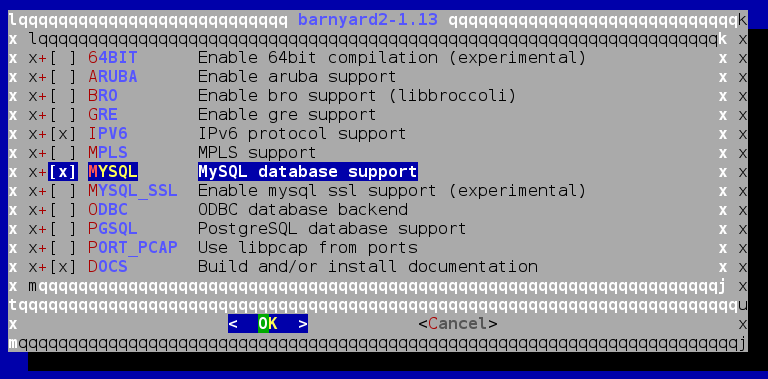 lqqqqqqqqqqqqqqqqqqqqqqqqqqq barnyard2-1.13 qqqqqqqqqqqqqqqqqqqqqqqqqqqqqk
x lqqqqqqqqqqqqqqqqqqqqqqqqqqqqqqqqqqqqqqqqqqqqqqqqqqqqqqqqqqqqqqqqqqqqk x
x x+[ ] 64BIT Enable 64bit compilation (experimental) x x
x x+[ ] ARUBA Enable aruba support x x
x x+[ ] BRO Enable bro support (libbroccoli) x x
x x+[ ] GRE Enable gre support x x
x x+[x] IPV6 IPv6 protocol support x x
x x+[ ] MPLS MPLS support x x
x x+[x] MYSQL MySQL database support x x
x x+[ ] MYSQL_SSL Enable mysql ssl support (experimental) x x
x x+[ ] ODBC ODBC database backend x x
x x+[ ] PGSQL PostgreSQL database support x x
x x+[ ] PORT_PCAP Use libpcap from ports x x
x x+[x] DOCS Build and/or install documentation x x
x mqqqqqqqqqqqqqqqqqqqqqqqqqqqqqqqqqqqqqqqqqqqqqqqqqqqqqqqqqqqqqqqqqqqqj x
tqqqqqqqqqqqqqqqqqqqqqqqqqqqqqqqqqqqqqqqqqqqqqqqqqqqqqqqqqqqqqqqqqqqqqqqqu
x < OK > <Cancel> x
mqqqqqqqqqqqqqqqqqqqqqqqqqqqqqqqqqqqqqqqqqqqqqqqqqqqqqqqqqqqqqqqqqqqqqqqqj